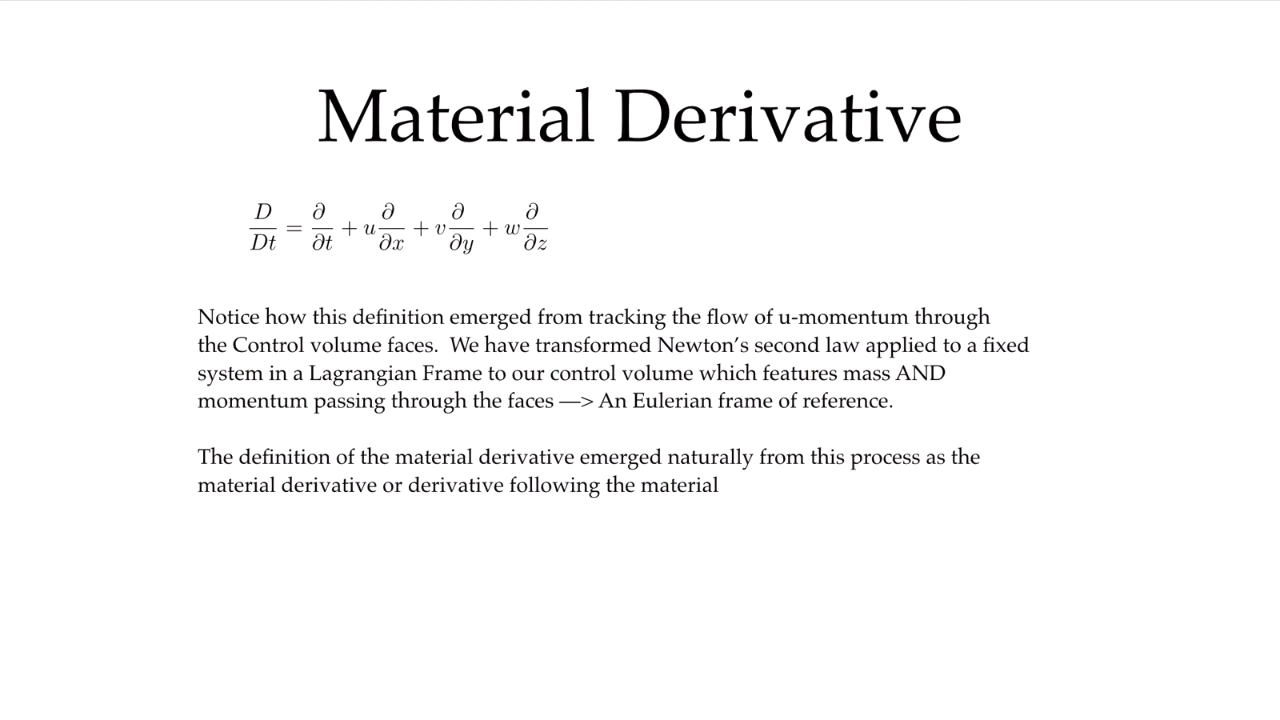 Material Derivative
D/Dt = ∂/∂t + u ∂/∂x + v ∂/∂y + w ∂/∂z
Notice how this definition emerged from tracking the flow of u-momentum through
the Control volume faces.  We have transformed Newton’s second law applied to a fixed
system in a Lagrangian Frame to our control volume which features mass AND
momentum passing through the faces —> An Eulerian frame of reference.
The definition of the material derivative emerged naturally from this process as the
material derivative or derivative following the material